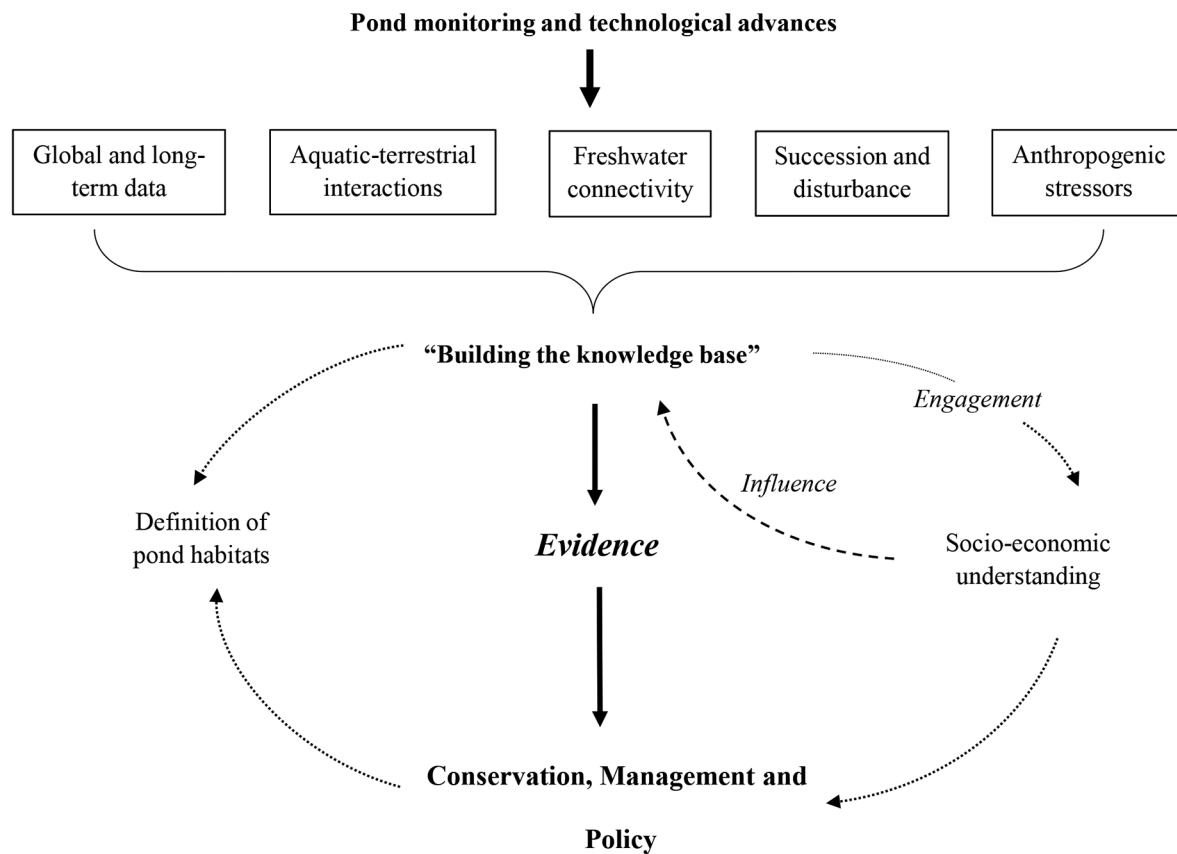 Pond monitoring and technological advances
Global and long-
term data
Aquatic-terrestrial
interactions
Freshwater
connectivity
Succession and
disturbance
Anthropogenic
stressors
“Building the knowledge base”
Engagement
Influence
Definition of
pond habitats
Evidence
Socio-economic
understanding
Conservation, Management and
Policy